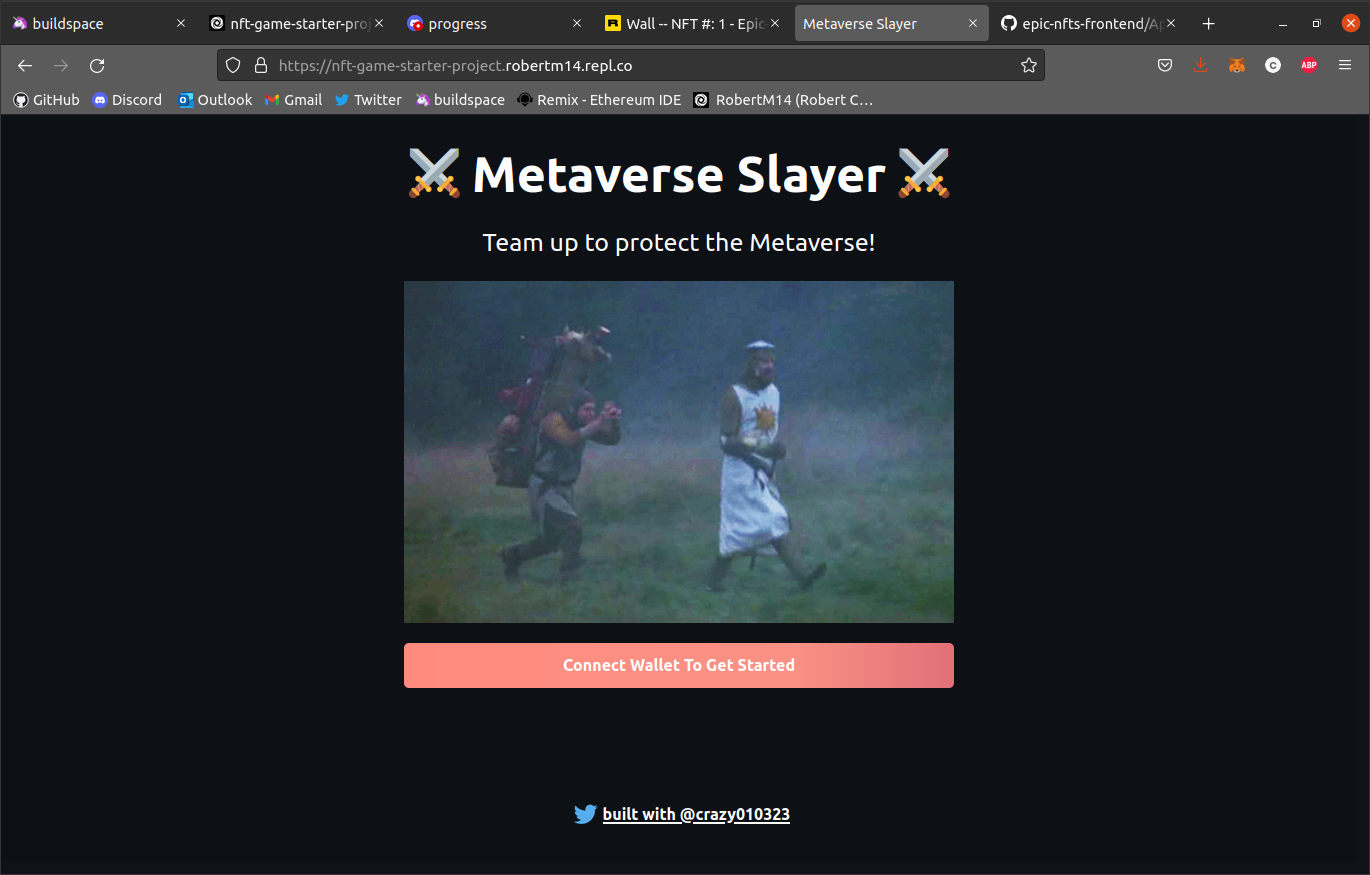 buildspace
nft-game-starter-proj
progress
Wall -- NFT #: 1 - Epic
Metaverse Slayer
epic-nfts-frontend/Ap
https://nft-game-starter-project.robertm14.repl.co
C
ABP
GitHub
Discord
Outlook
Gmail
Twitter
buildspace
Remix - Ethereum IDE
RobertM14 (Robert C…
⚔️ Metaverse Slayer ⚔️
Team up to protect the Metaverse!
Connect Wallet To Get Started
built with @crazy010323